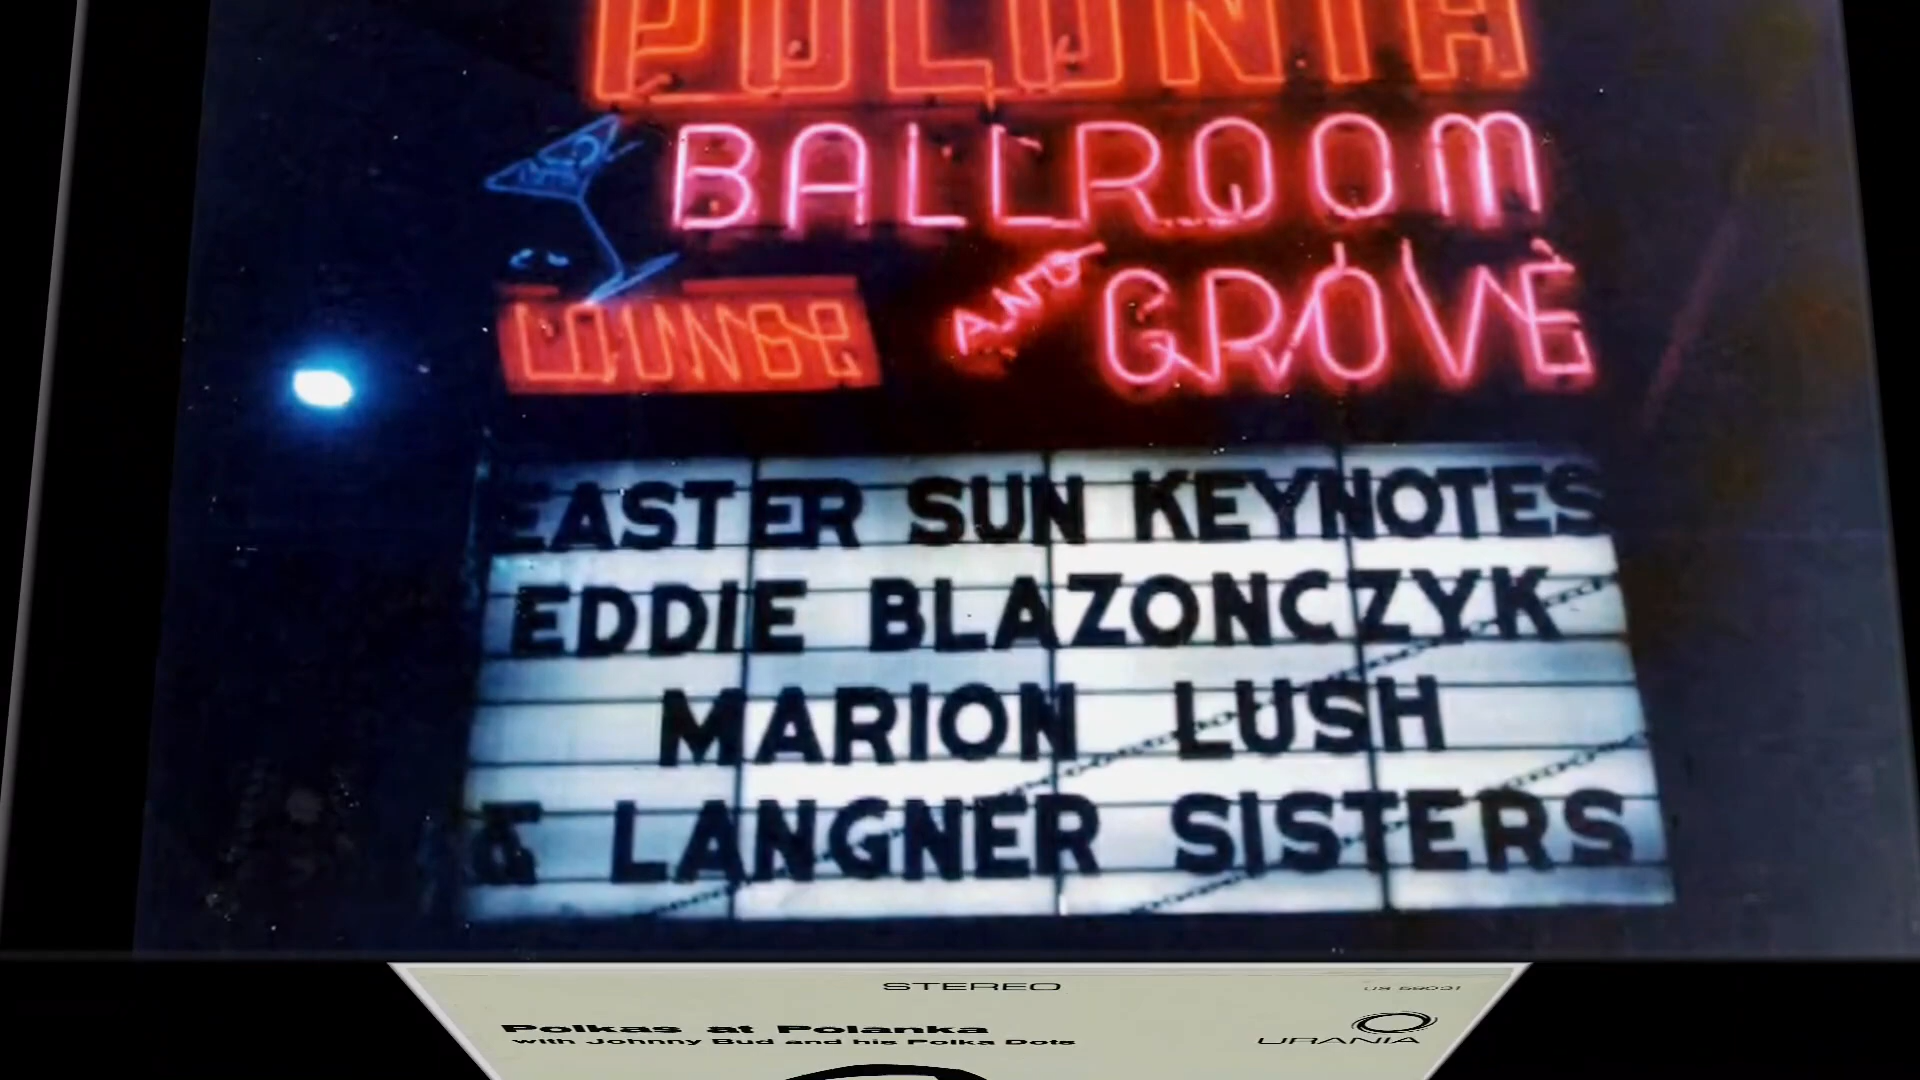 POLONIA
BALLROOM
AND
LOUNGE
GROVE
EASTER SUN KEYNOTES
EDDIE BLAZONCZYK
MARION LUSH
& LANGNER SISTERS
STEREO
Polkas at Polanka
with Johnny Bud and his Polka Dots
URANIA